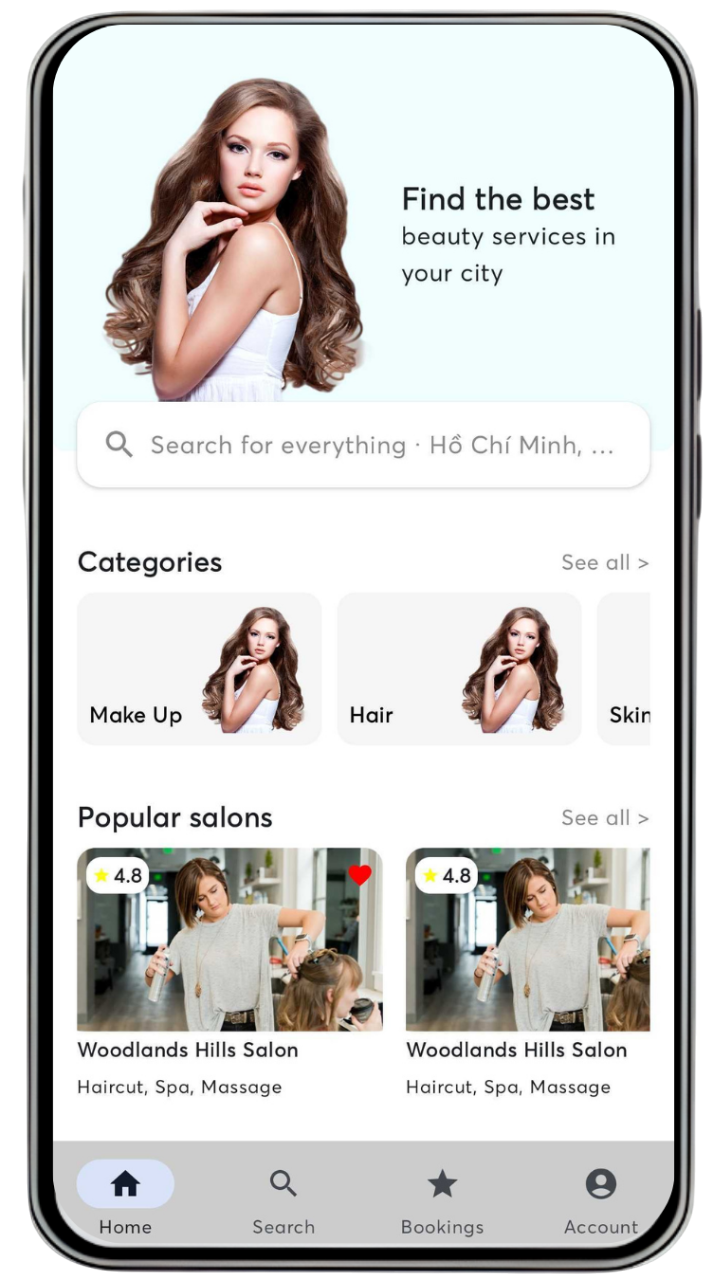 Find the best
beauty services in
your city
Search for everything · Hồ Chí Minh, ...
Categories
See all >
Make Up
Hair
Skin
Popular salons
See all >
4.8
4.8
Woodlands Hills Salon
Woodlands Hills Salon
Haircut, Spa, Massage
Haircut, Spa, Massage
Home
Search
Bookings
Account